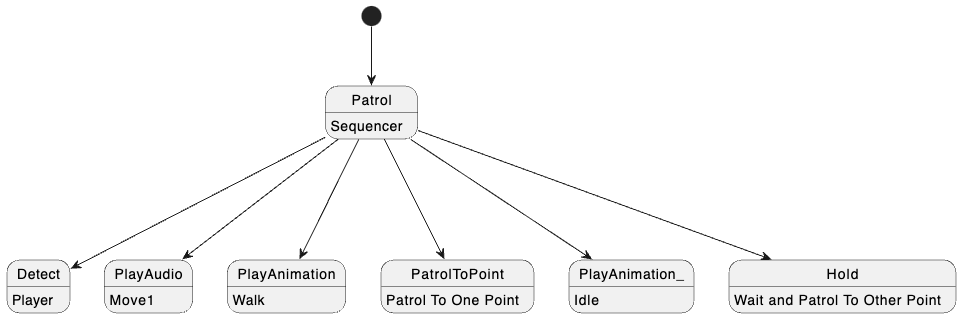 Patrol
Sequencer
Detect
Player
PlayAudio
Move1
PlayAnimation
Walk
PatrolToPoint
Patrol To One Point
PlayAnimation_
Idle
Hold
Wait and Patrol To Other Point